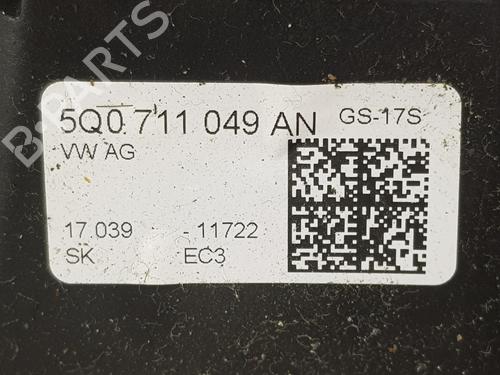 B-PARTS
5Q0 711 049 AN GS-17S
VW AG
17.039 - 11722
SK EC3